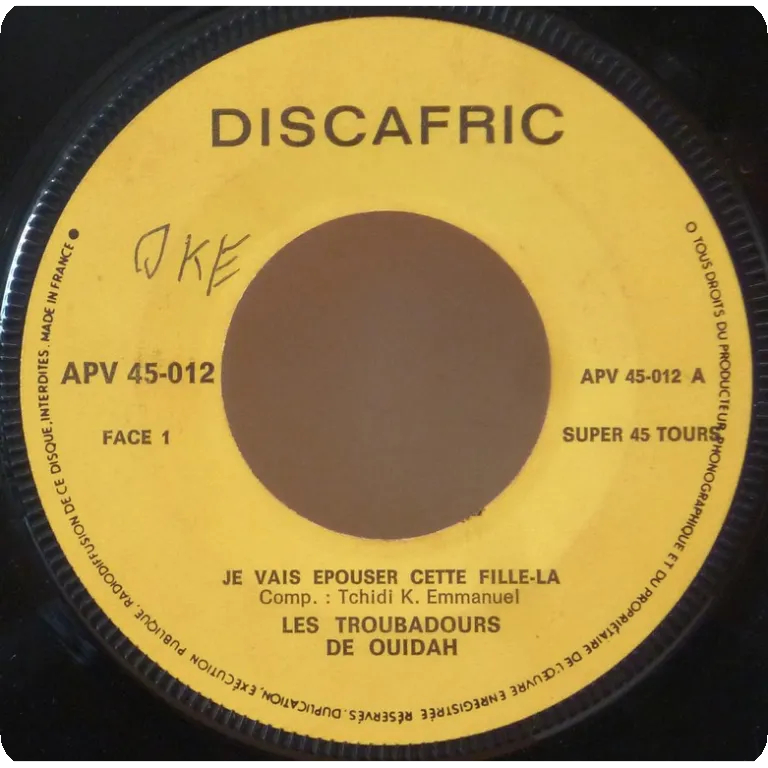 DISCAFRIC
JKE
APV 45-012
FACE 1
APV 45-012 A
SUPER 45 TOURS
JE VAIS EPOUSER CETTE FILLE-LA
Comp. : Tchidi K. Emmanuel
LES TROUBADOURS
DE OUIDAH
O TOUS DROITS DU PRODUCTEUR PHONOGRAPHIQUE ET DU PROPRIÉTAIRE DE L'ŒUVRE ENREGISTRÉE RÉSERVÉS. DUPLICATION, EXÉCUTION PUBLIQUE, RADIODIFFUSION DE CE DISQUE, INTERDITES. MADE IN FRANCE •